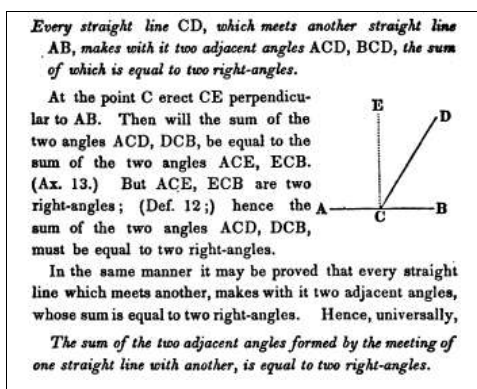 Every straight line CD, which meets another straight line
AB, makes with it two adjacent angles ACD, BCD, the sum
of which is equal to two right-angles.
At the point C erect CE perpendicu-
lar to AB. Then will the sum of the
two angles ACD, DCB, be equal to the
sum of the two angles ACE, ECB.
(Ax. 13.) But ACE, ECB are two
right-angles; (Def. 12;) hence the
sum of the two angles ACD, DCB,
must be equal to two right-angles.
E
D
A
C
B
In the same manner it may be proved that every straight
line which meets another, makes with it two adjacent angles,
whose sum is equal to two right-angles. Hence, universally,
The sum of the two adjacent angles formed by the meeting of
one straight line with another, is equal to two right-angles.